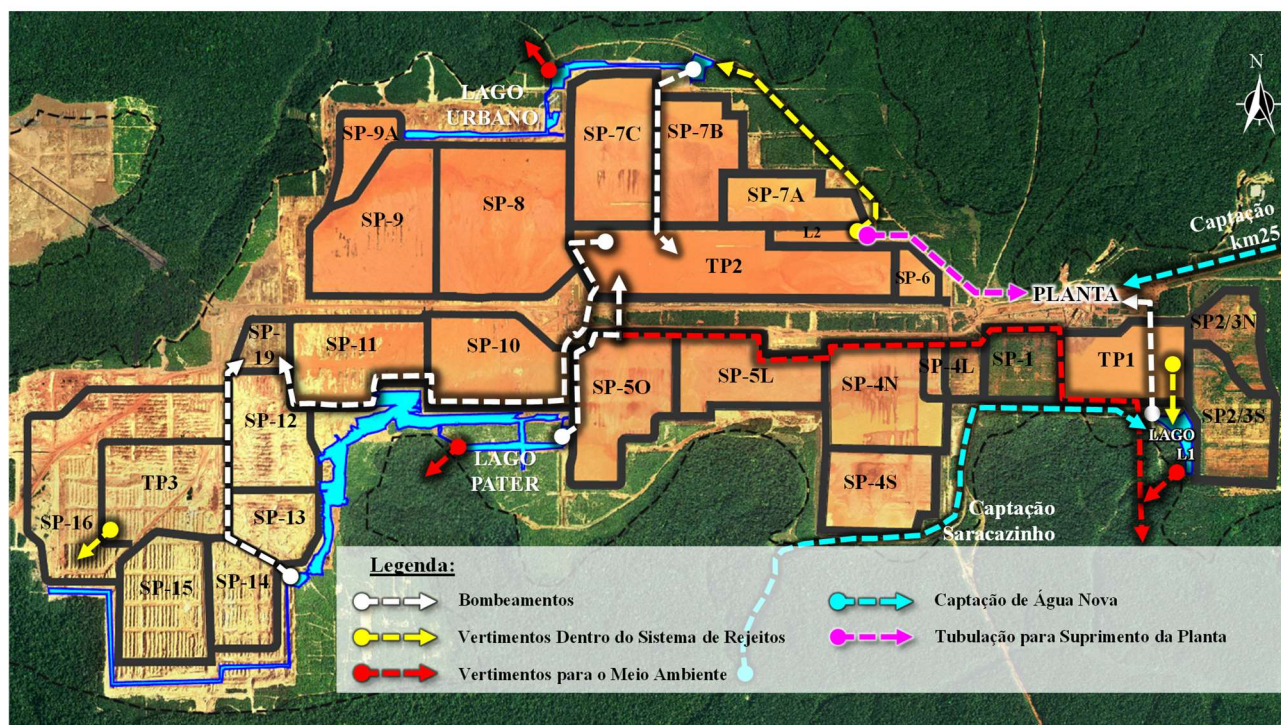 N
LAGO
URBANO
SP-9A
SP-7C
SP-7B
SP-7A
SP-9
SP-8
L2
TP2
SP-6
Captação
km25
PLANTA
SP-
19
SP-11
SP-10
SP-5O
SP-5L
SP-4N
SP-4L
SP-1
TP1
SP2/3N
SP2/3S
SP-12
LAGO
PATER
LAGO
L1
TP3
SP-16
SP-13
SP-4S
Captação
Saracazinho
SP-15
SP-14
Legenda:
Bombeamentos
Vertimentos Dentro do Sistema de Rejeitos
Vertimentos para o Meio Ambiente
Captação de Água Nova
Tubulação para Suprimento da Planta